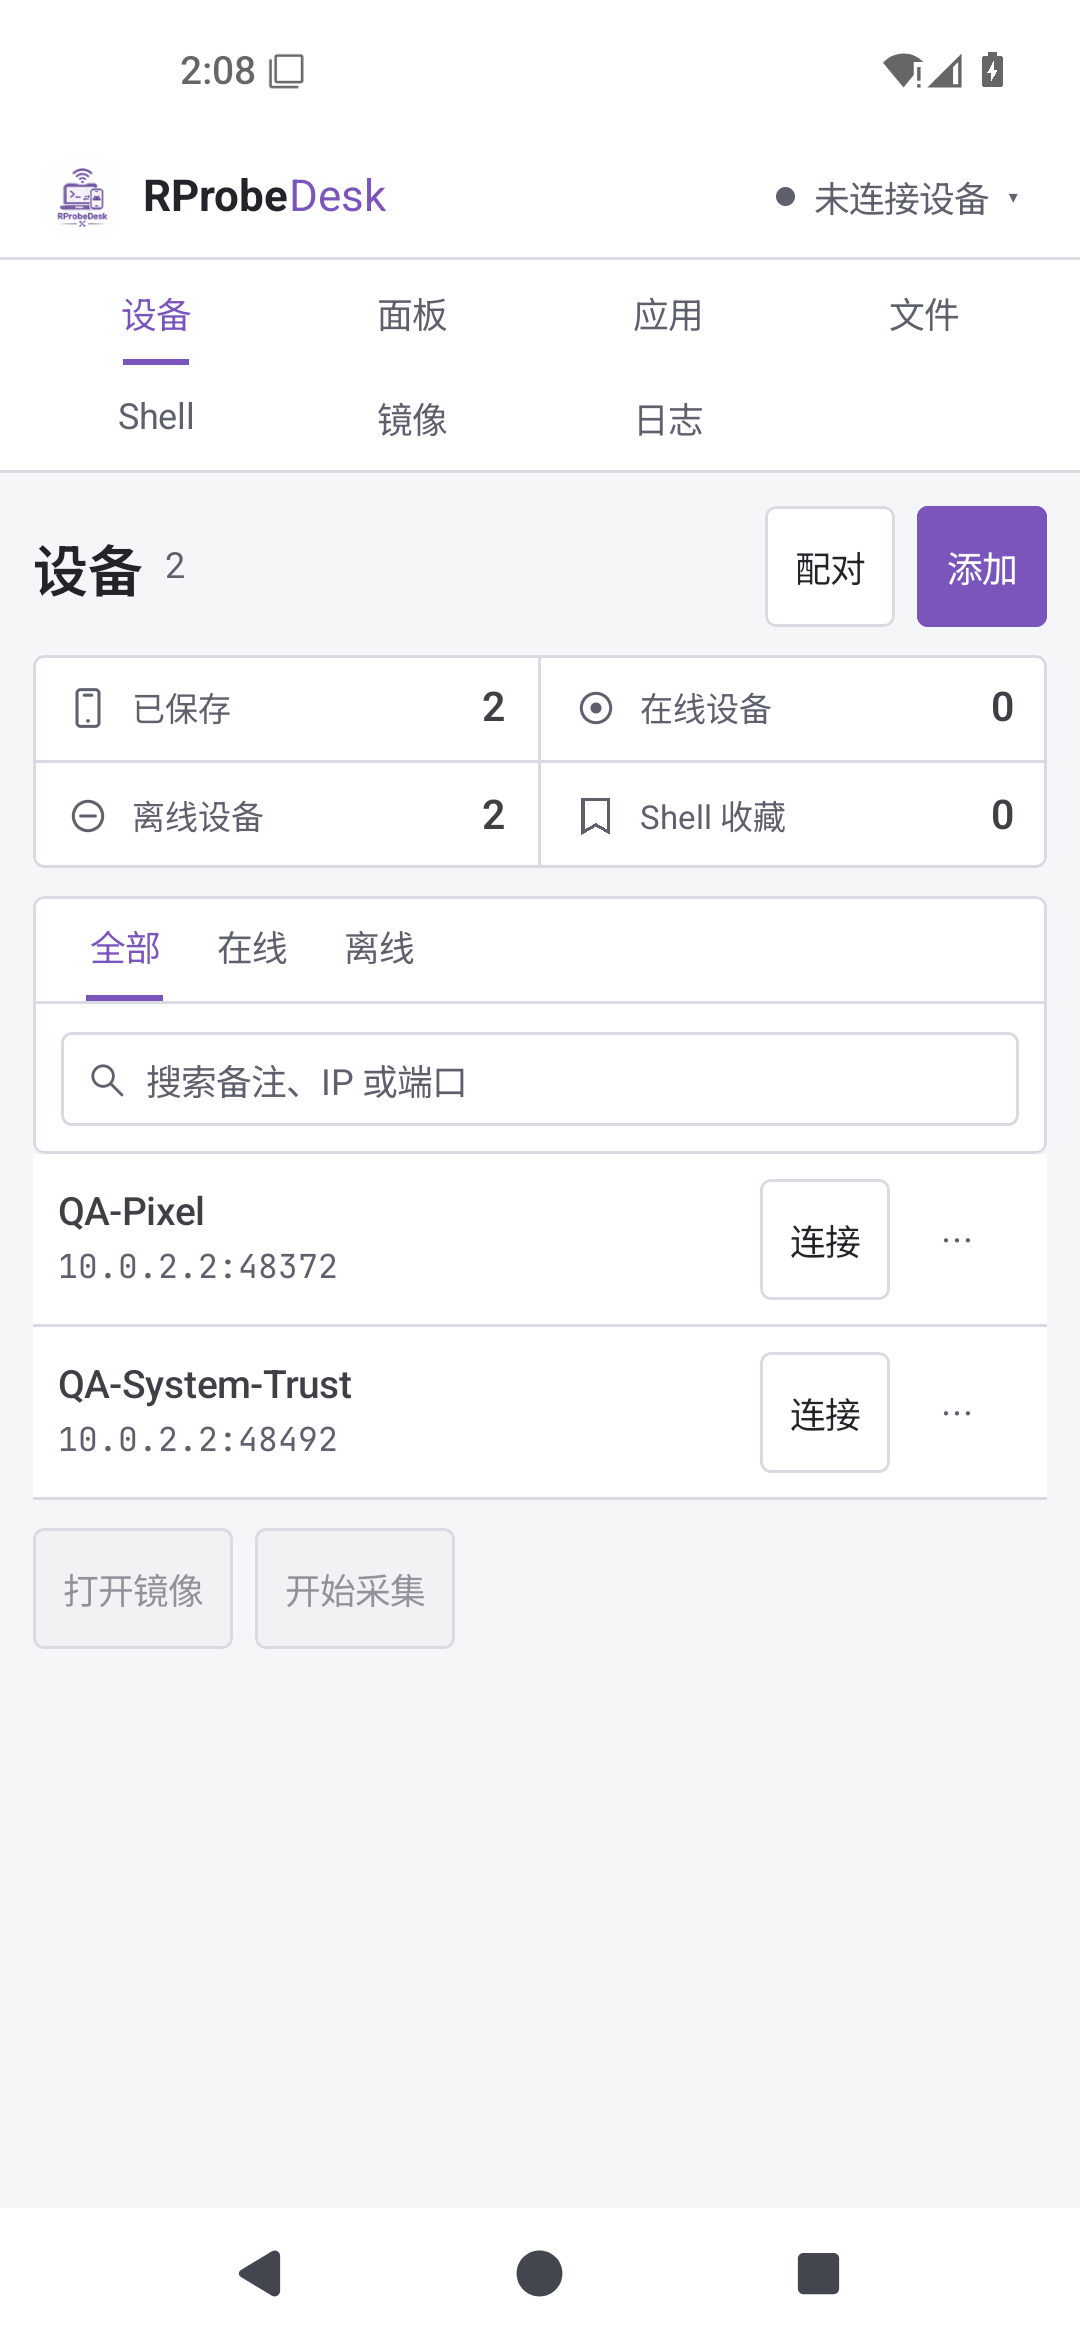 2:08
RProbeDesk
RProbeDesk
未连接设备
设备 面板 应用 文件
Shell 镜像 日志
设备 2
配对 添加
已保存 2 在线设备 0
离线设备 2 Shell 收藏 0
全部 在线 离线
搜索备注、IP 或端口
QA-Pixel
10.0.2.2:48372
连接 ...
QA-System-Trust
10.0.2.2:48492
连接 ...
打开镜像 开始采集